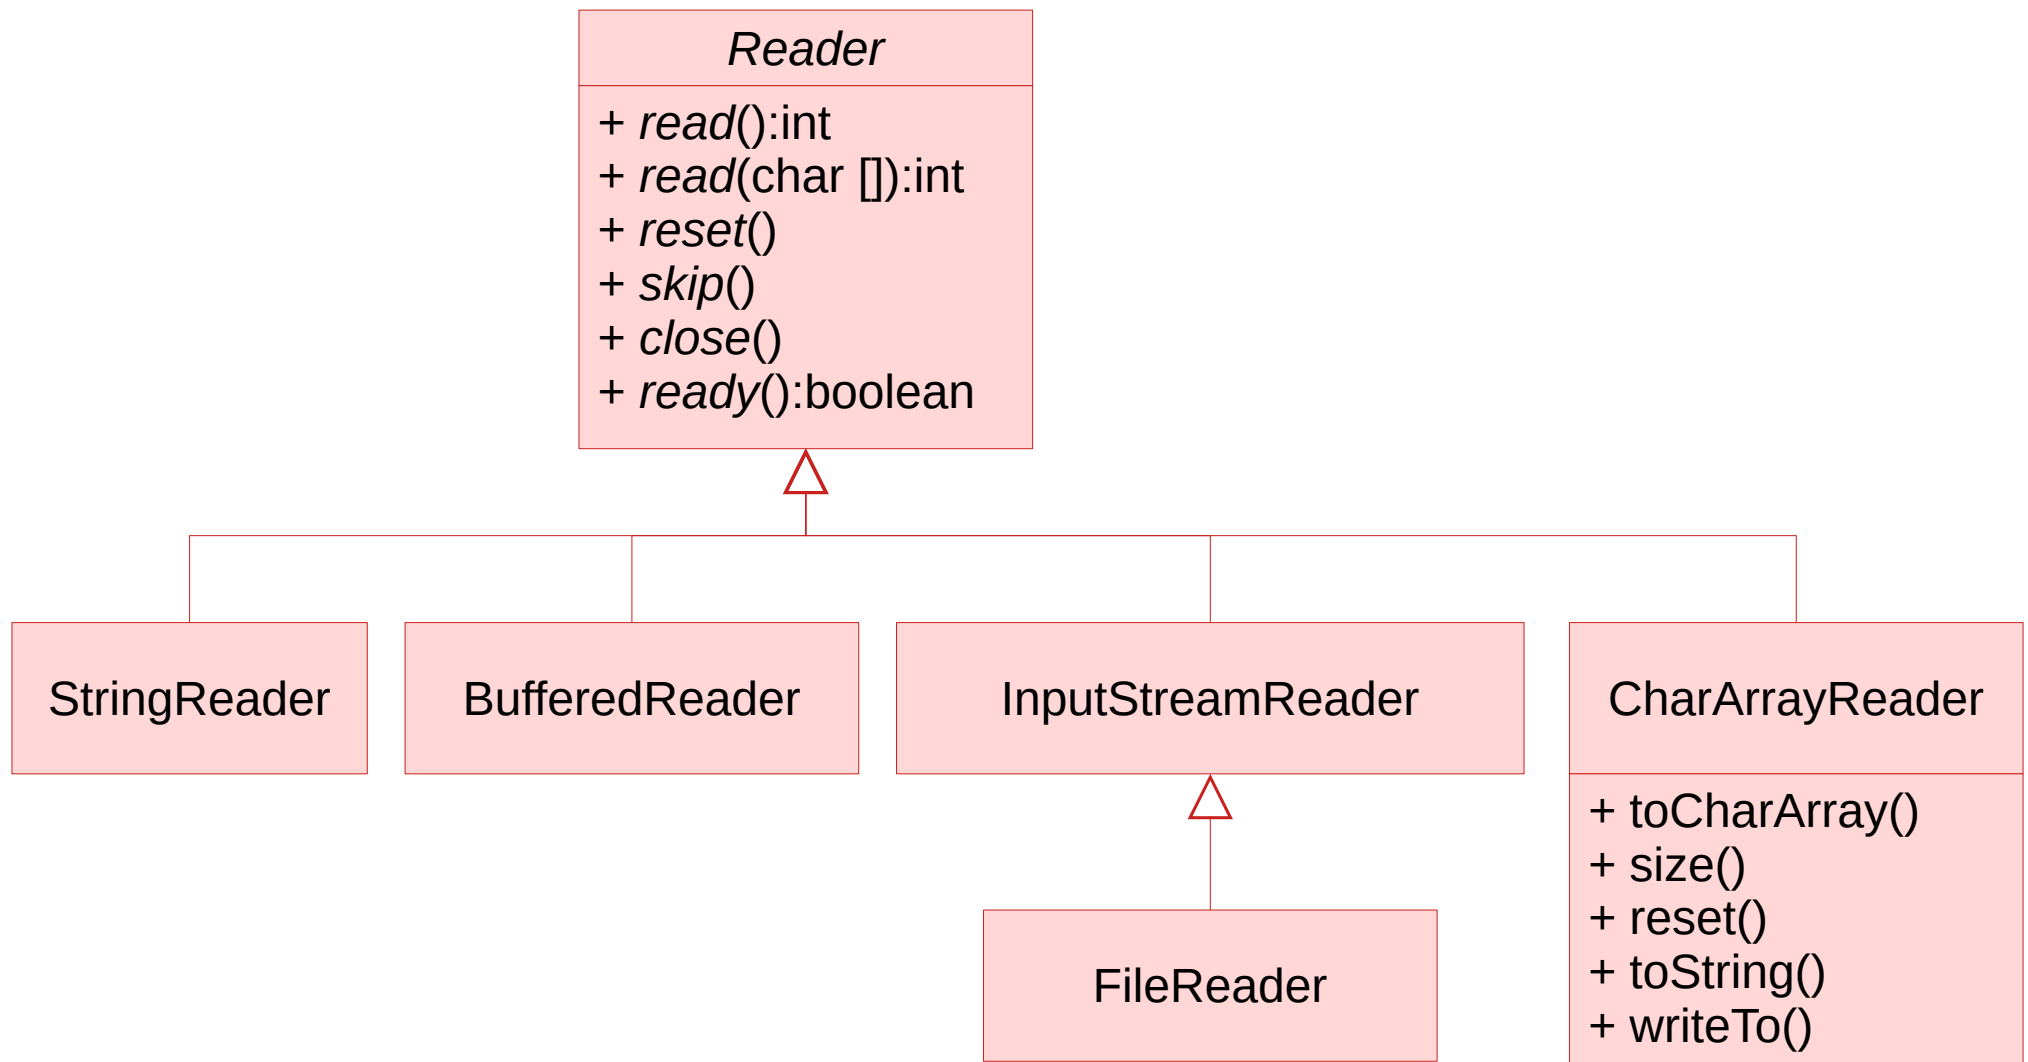 Reader
+ read():int
+ read(char []):int
+ reset()
+ skip()
+ close()
+ ready():boolean
StringReader
BufferedReader
InputStreamReader
CharArrayReader
+ toCharArray()
+ size()
+ reset()
+ toString()
+ writeTo()
FileReader